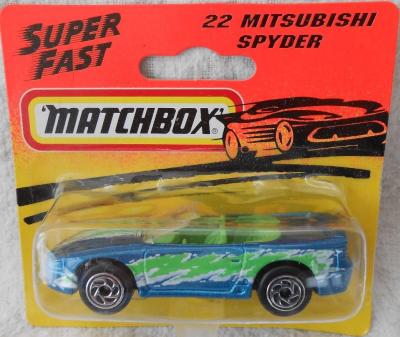 SUPER
FAST
22 MITSUBISHI
SPYDER
MATCHBOX®